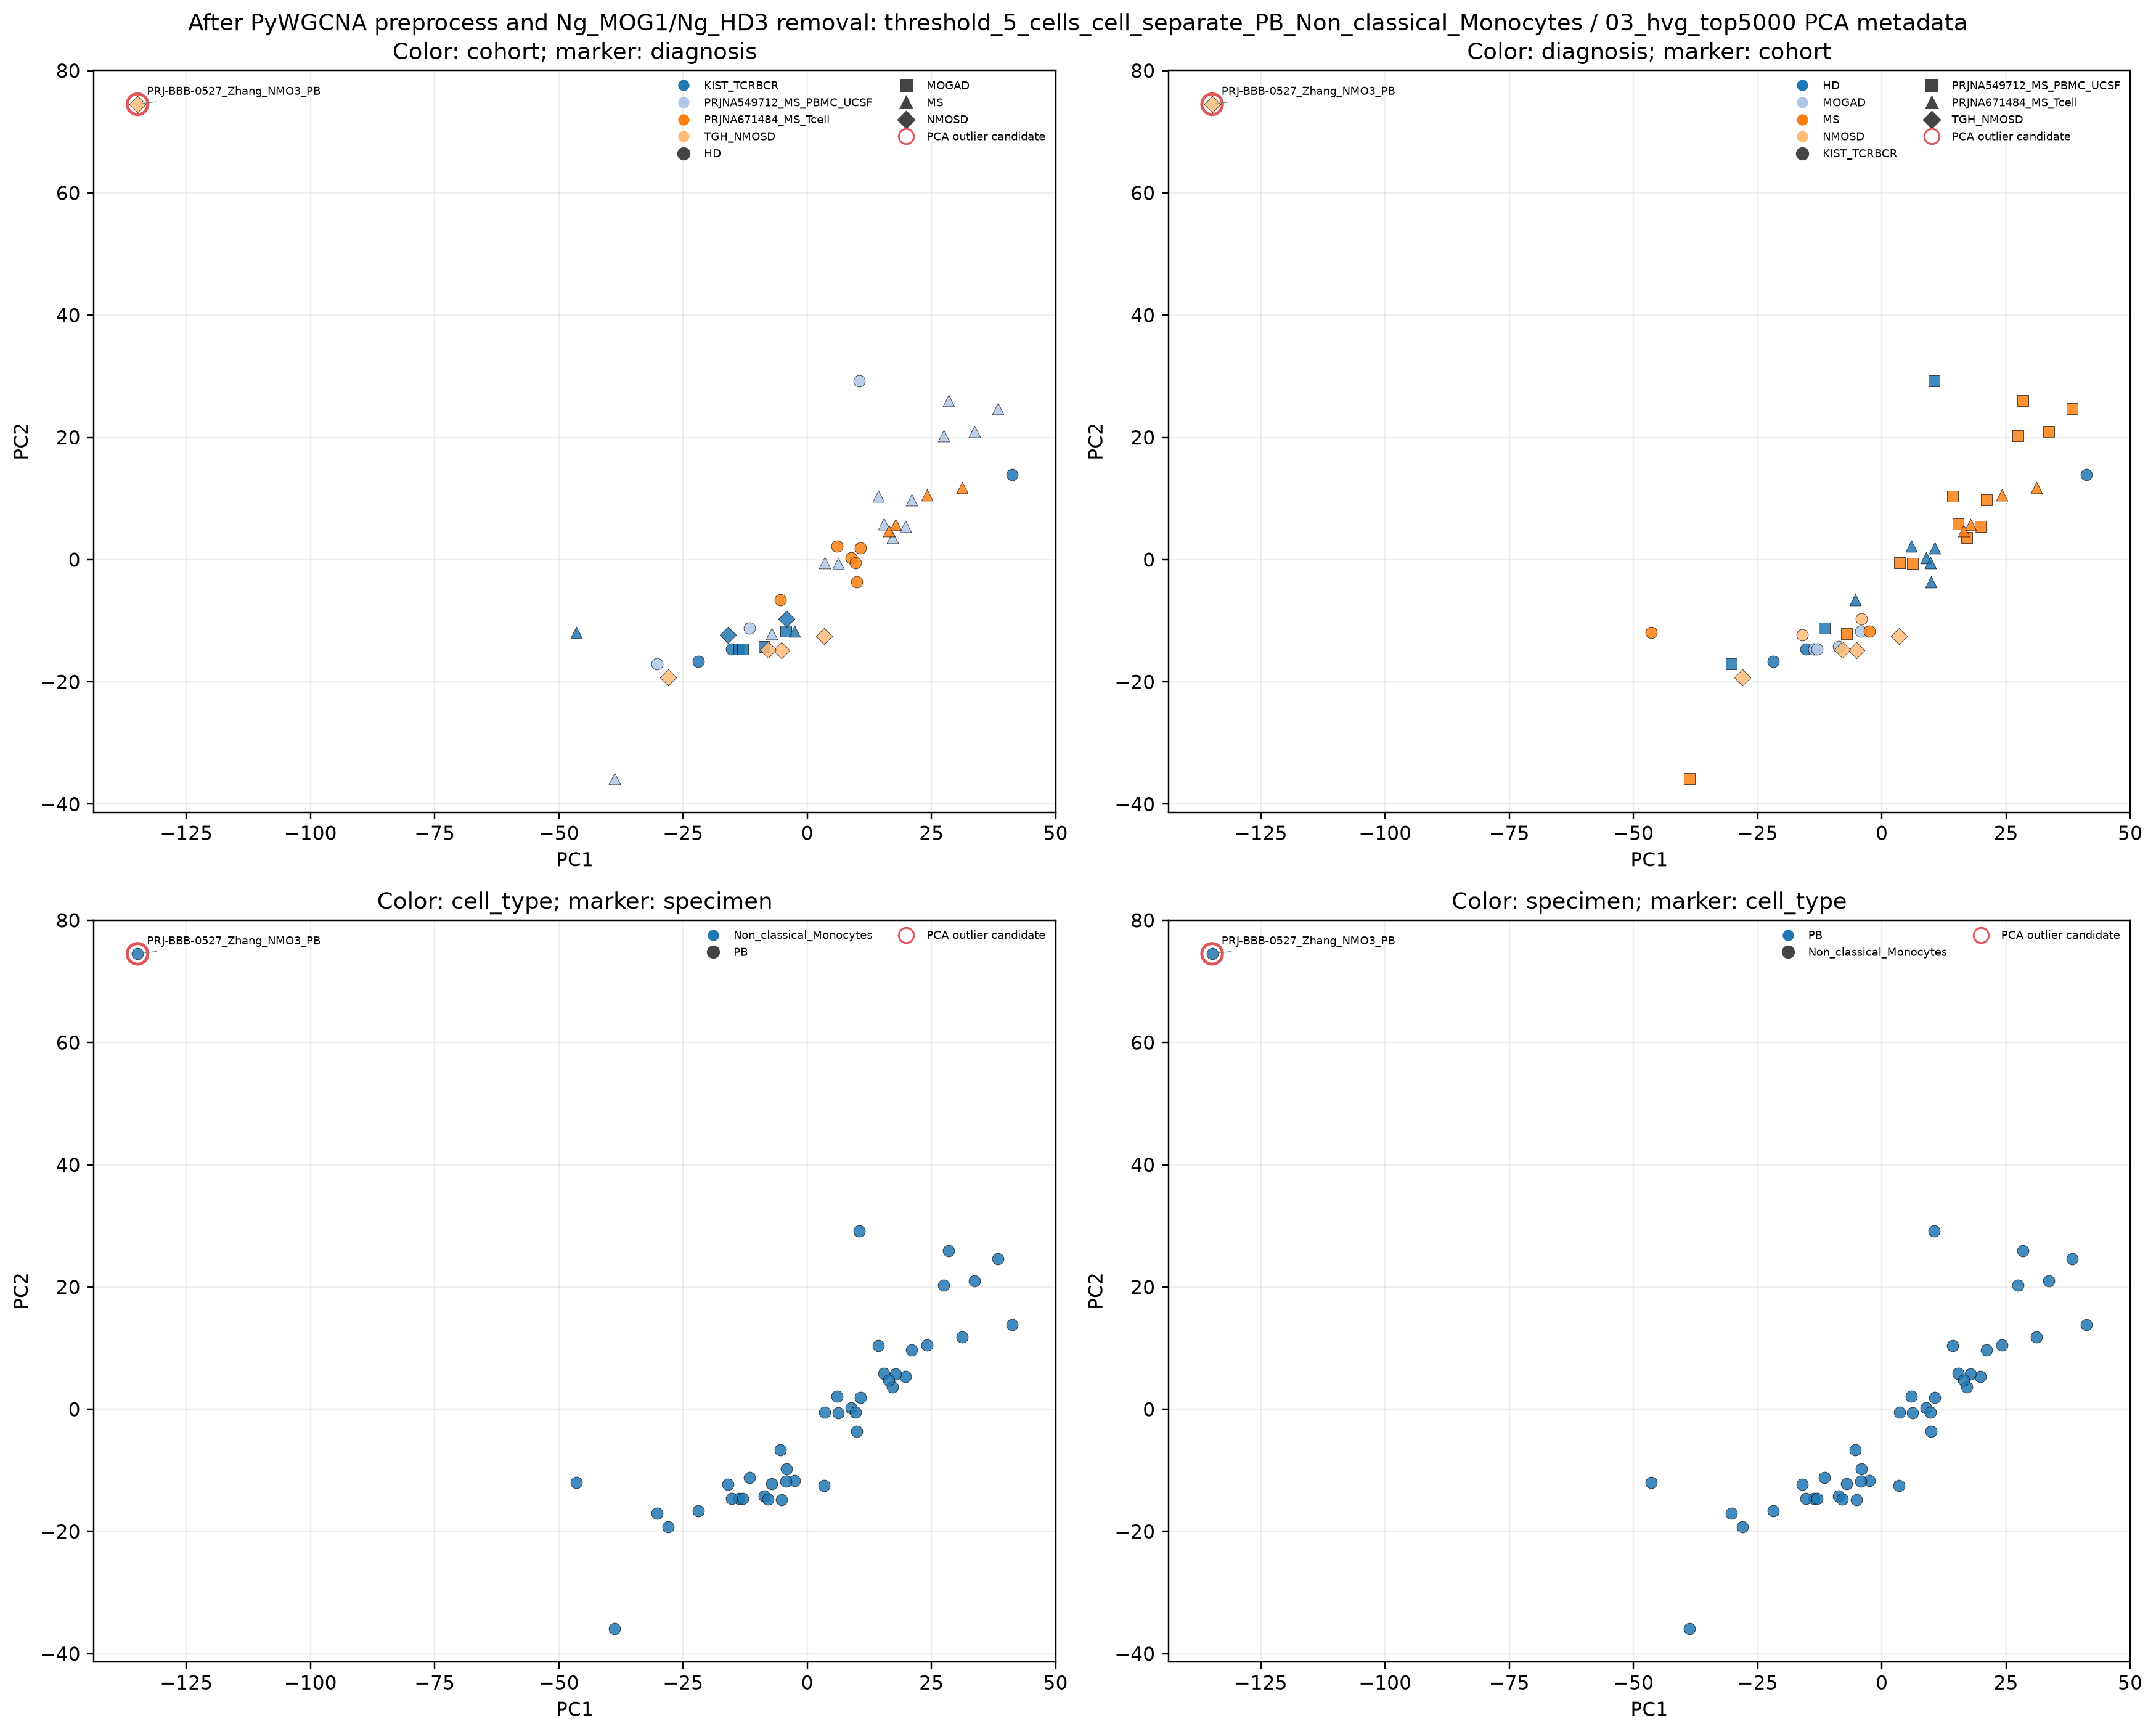 After PyWGCNA preprocess and Ng_MOG1/Ng_HD3 removal: threshold_5_cells_cell_separate_PB_Non_classical_Monocytes / 03_hvg_top5000 PCA metadata
Color: cohort; marker: diagnosis
80
60
40
20
0
−20
−40
PC2
PRJ-BBB-0527_Zhang_NMO3_PB
KIST_TCRBCR
PRJNA549712_MS_PBMC_UCSF
PRJNA671484_MS_Tcell
TGH_NMOSD
HD
MOGAD
MS
NMOSD
PCA outlier candidate
−125 −100 −75 −50 −25 0 25 50
PC1
Color: diagnosis; marker: cohort
80
60
40
20
0
−20
−40
PC2
PRJ-BBB-0527_Zhang_NMO3_PB
HD
MOGAD
MS
NMOSD
KIST_TCRBCR
PRJNA549712_MS_PBMC_UCSF
PRJNA671484_MS_Tcell
TGH_NMOSD
PCA outlier candidate
−125 −100 −75 −50 −25 0 25 50
PC1
Color: cell_type; marker: specimen
80
60
40
20
0
−20
−40
PC2
PRJ-BBB-0527_Zhang_NMO3_PB
Non_classical_Monocytes
PB
PCA outlier candidate
−125 −100 −75 −50 −25 0 25 50
PC1
Color: specimen; marker: cell_type
80
60
40
20
0
−20
−40
PC2
PRJ-BBB-0527_Zhang_NMO3_PB
PB
Non_classical_Monocytes
PCA outlier candidate
−125 −100 −75 −50 −25 0 25 50
PC1